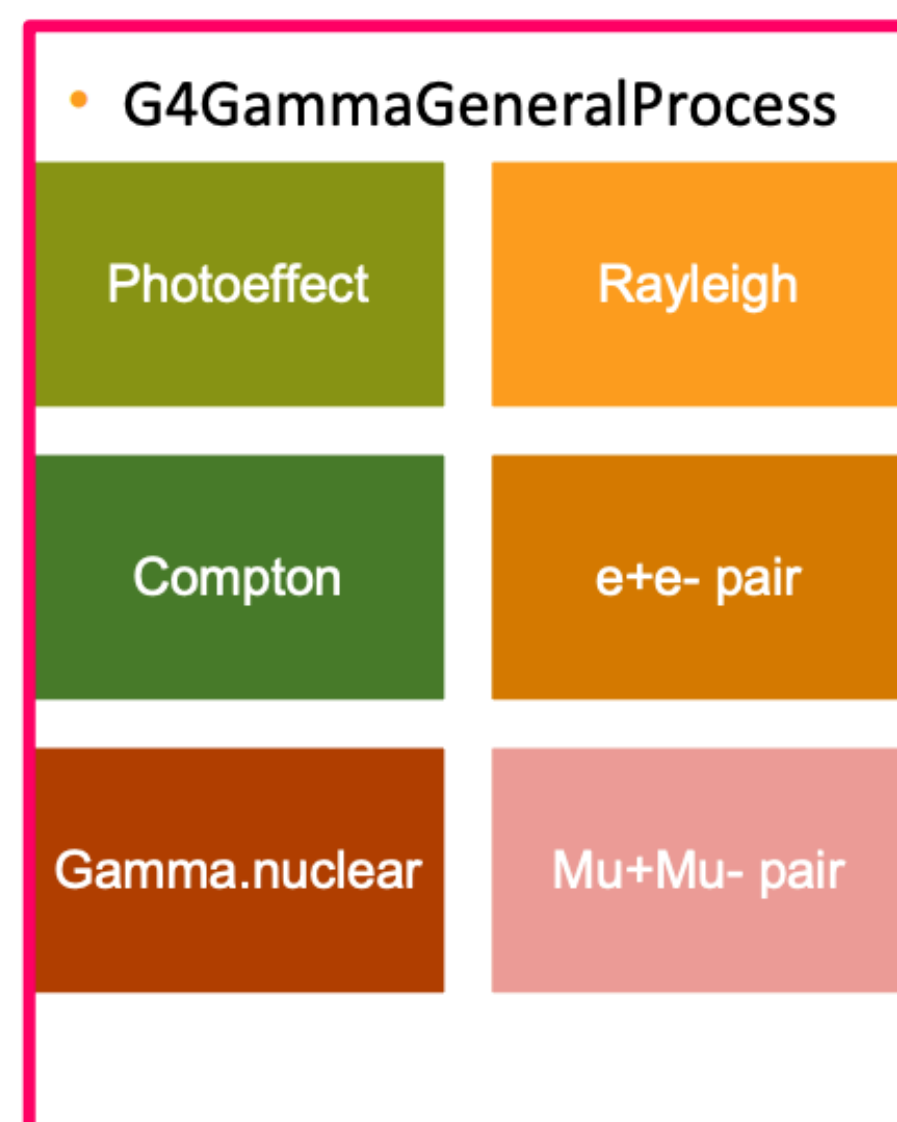 • G4GammaGeneralProcess
Photoeffect
Rayleigh
Compton
e+e- pair
Gamma.nuclear
Mu+Mu- pair